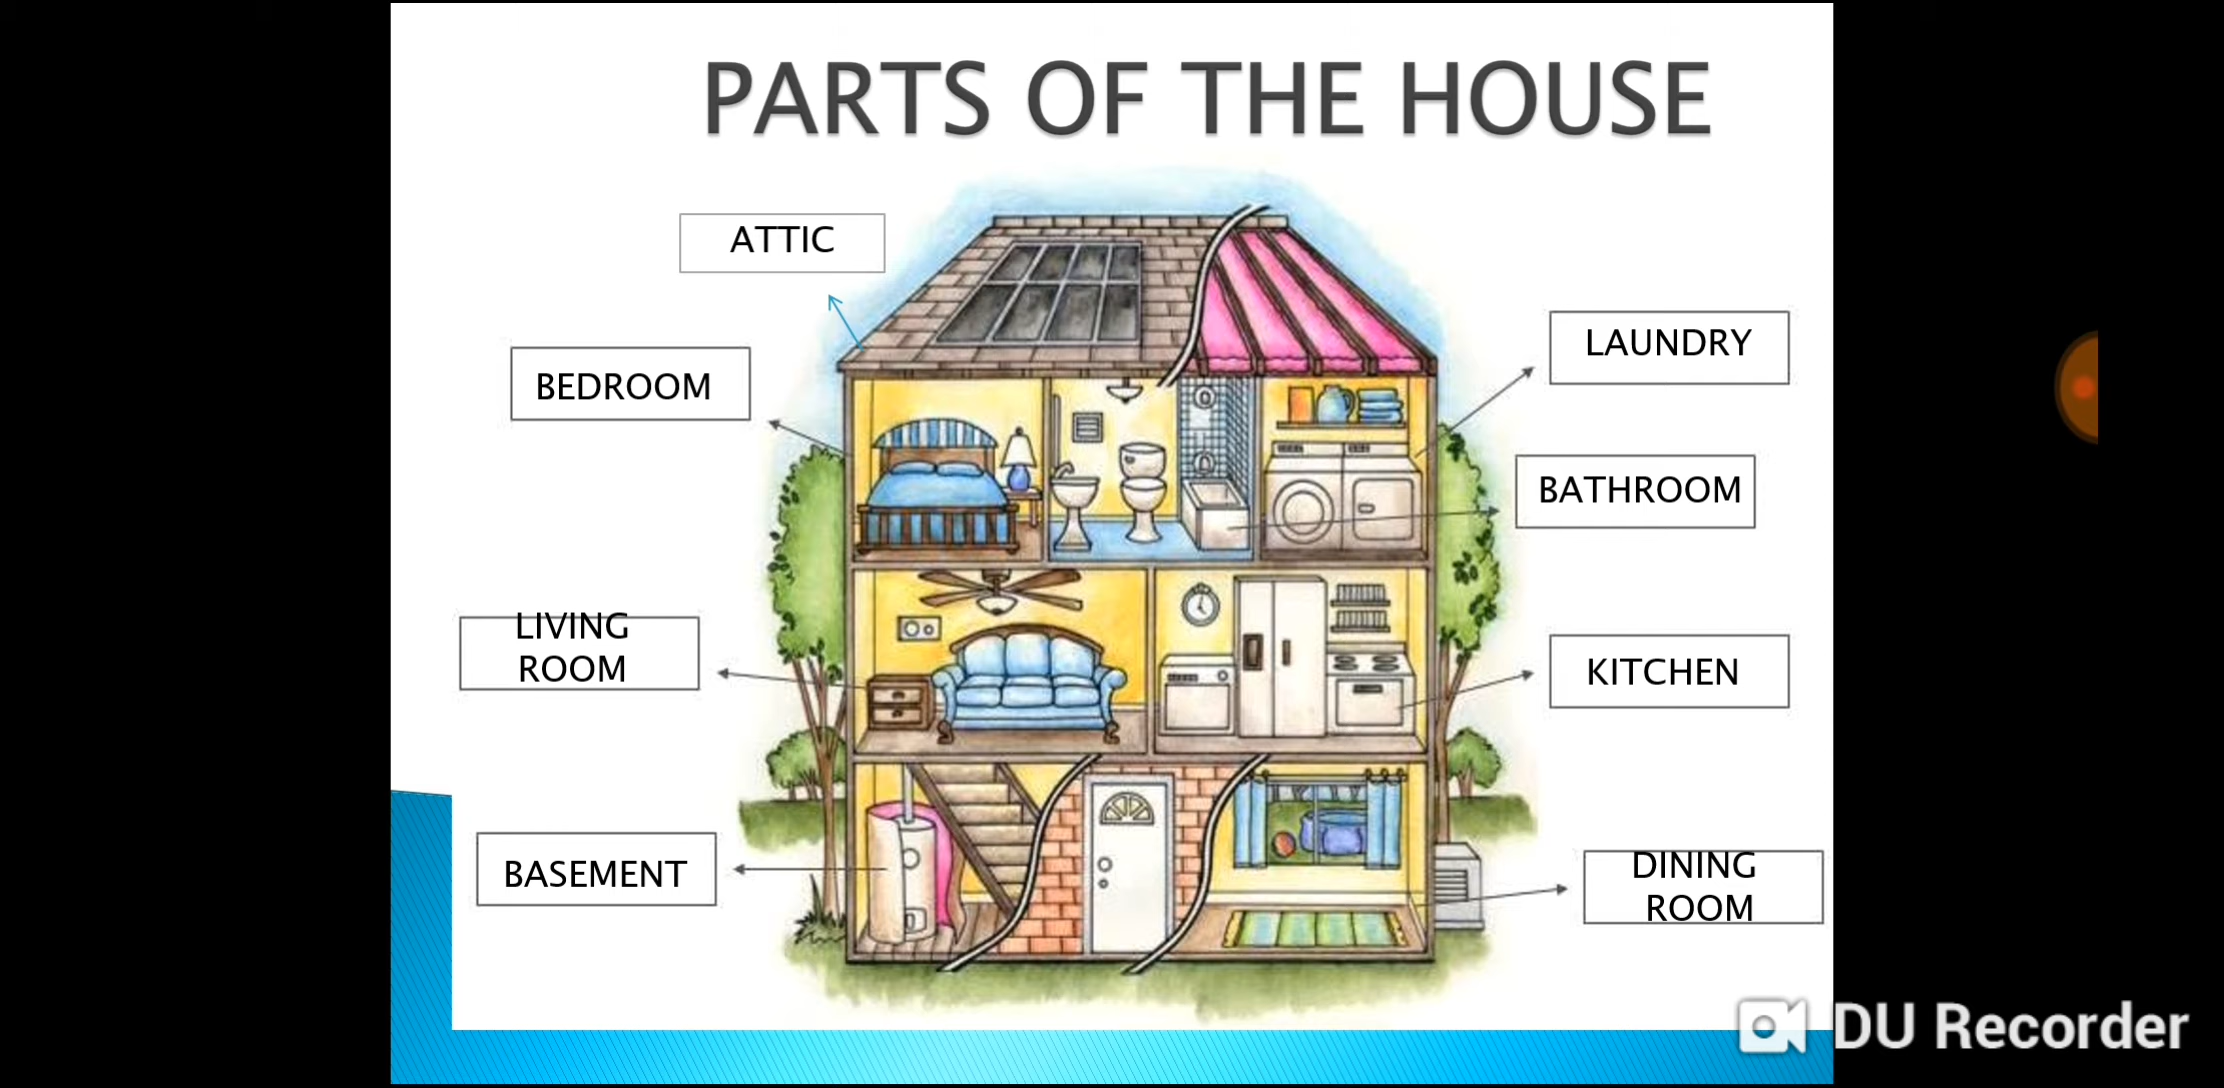 PARTS OF THE HOUSE
ATTIC
BEDROOM
LAUNDRY
BATHROOM
LIVING
ROOM
KITCHEN
BASEMENT
DINING
ROOM
DU Recorder